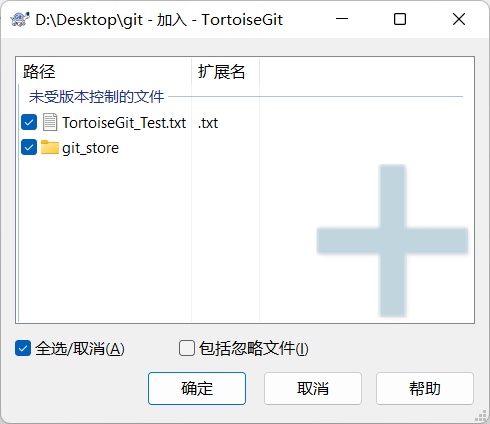 D:\Desktop\git - 加入 - TortoiseGit
路径 扩展名
未受版本控制的文件
TortoiseGit_Test.txt .txt
git_store
全选/取消(A) 包括忽略文件(I)
确定 取消 帮助